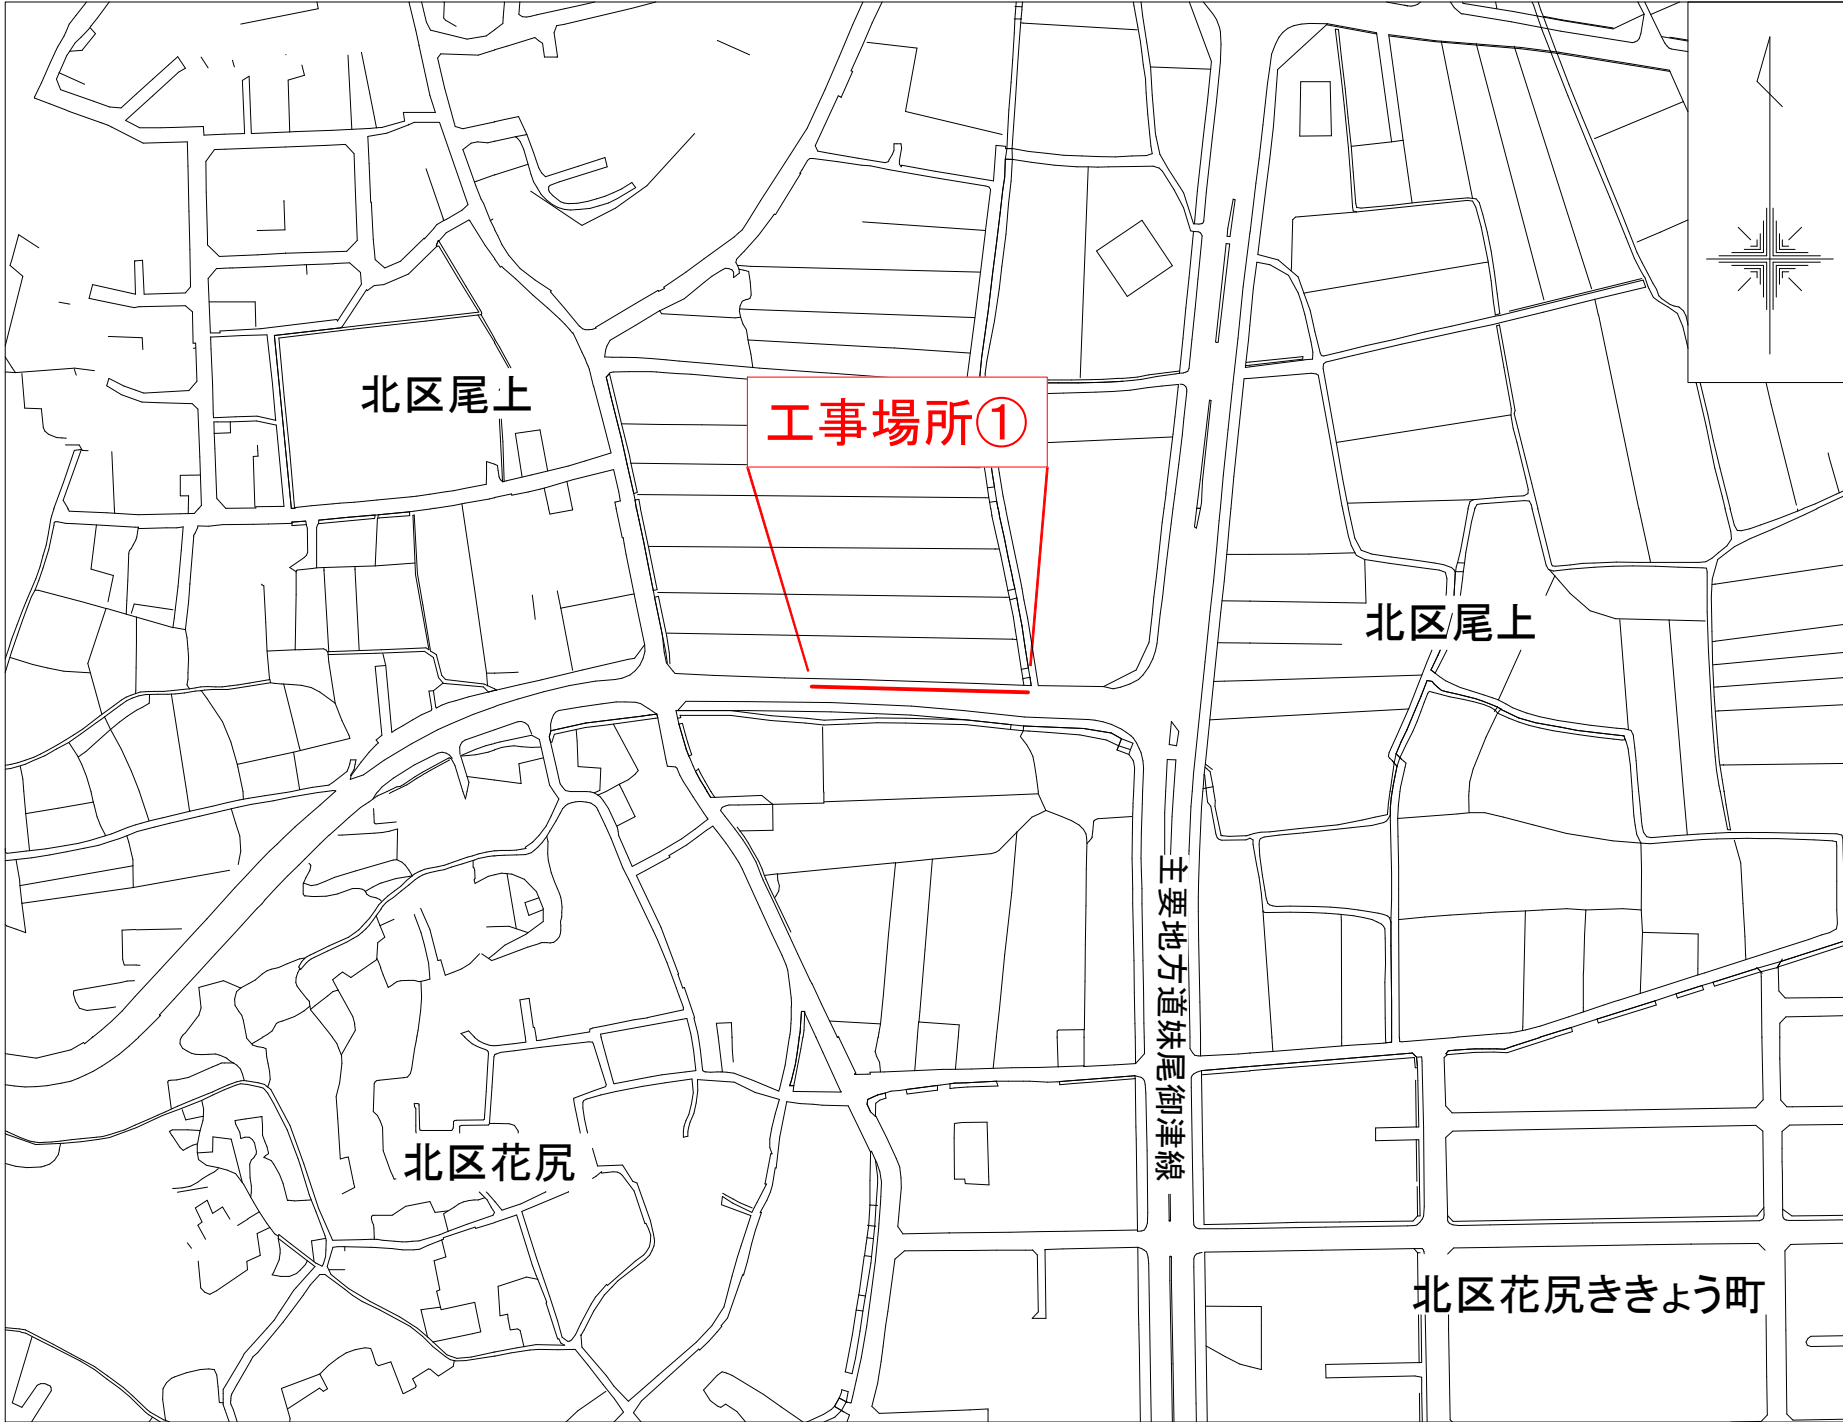 北区尾上
工事場所①
北区尾上
主要地方道妹尾御津線
北区花尻
北区花尻ききょう町